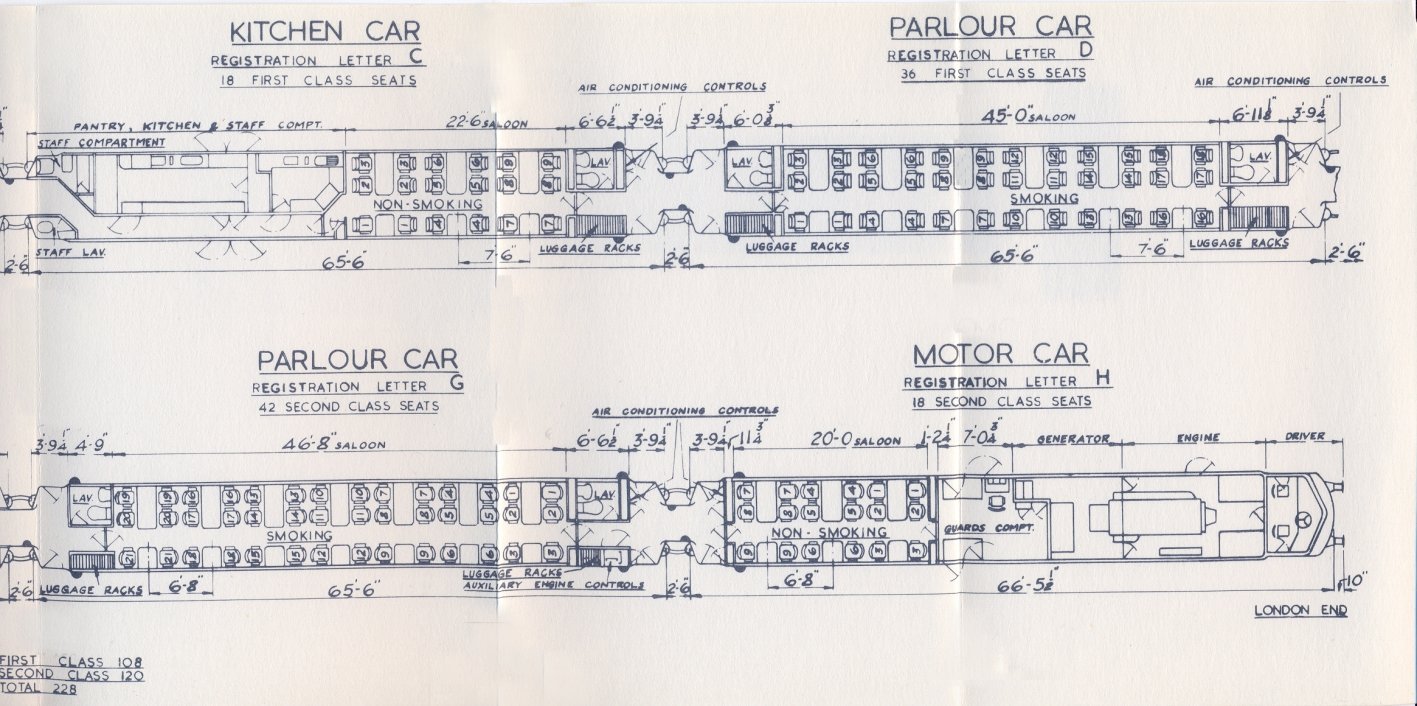 KITCHEN CAR
REGISTRATION LETTER C
18 FIRST CLASS SEATS
PARLOUR CAR
REGISTRATION LETTER D
36 FIRST CLASS SEATS
AIR CONDITIONING CONTROLS
AIR CONDITIONING CONTROLS
PANTRY, KITCHEN & STAFF COMPT.
22'-6" SALOON
6'-6½"
3'-9¼"
3'-9¼"
6'-0¾"
45'-0" SALOON
6'-11½"
3'-9¼"
STAFF COMPARTMENT
LAV.
LAV.
LAV.
NON-SMOKING
SMOKING
STAFF LAV.
LUGGAGE RACKS
LUGGAGE RACKS
LUGGAGE RACKS
2'-6"
65'-6"
7'-6"
2'-6"
65'-6"
7'-6"
2'-6"
PARLOUR CAR
REGISTRATION LETTER G
42 SECOND CLASS SEATS
MOTOR CAR
REGISTRATION LETTER H
18 SECOND CLASS SEATS
AIR CONDITIONING CONTROLS
3'-9¼"
4'-9"
46'-8" SALOON
6'-6½"
3'-9¼"
3'-9¼"
11¾"
20'-0 SALOON
1'-2¼"
7'-0¾"
GENERATOR
ENGINE
DRIVER
LAV.
LAV.
SMOKING
NON - SMOKING
GUARDS COMPT.
LUGGAGE RACKS
LUGGAGE RACKS
AUXILIARY ENGINE CONTROLS
2'-6"
6'-8"
65'-6"
2'-6"
6'-8"
66'-5½"
10"
LONDON END
FIRST CLASS 108
SECOND CLASS 120
TOTAL 228